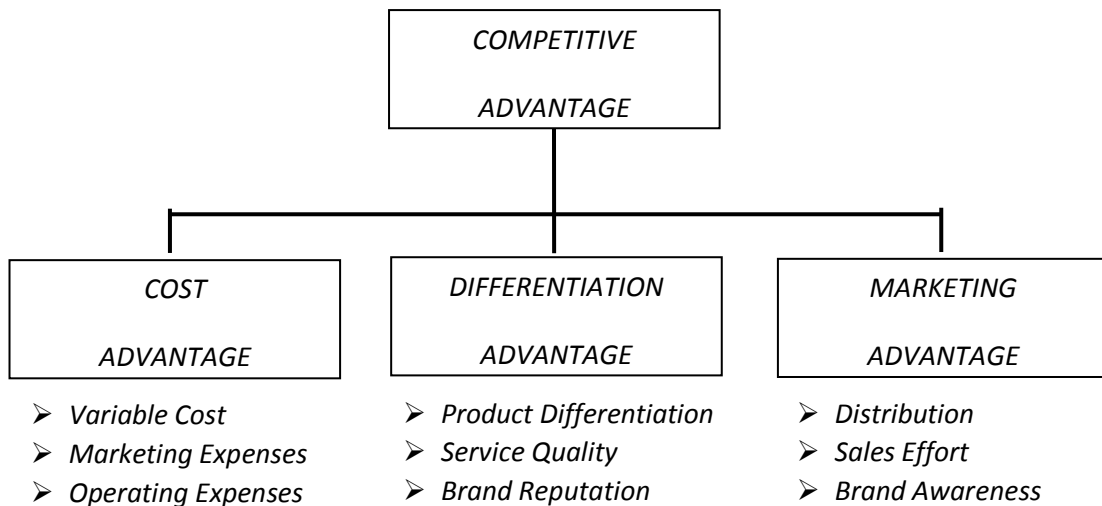 COMPETITIVE
ADVANTAGE
COST
ADVANTAGE
DIFFERENTIATION
ADVANTAGE
MARKETING
ADVANTAGE
➢ Variable Cost
➢ Marketing Expenses
➢ Operating Expenses
➢ Product Differentiation
➢ Service Quality
➢ Brand Reputation
➢ Distribution
➢ Sales Effort
➢ Brand Awareness